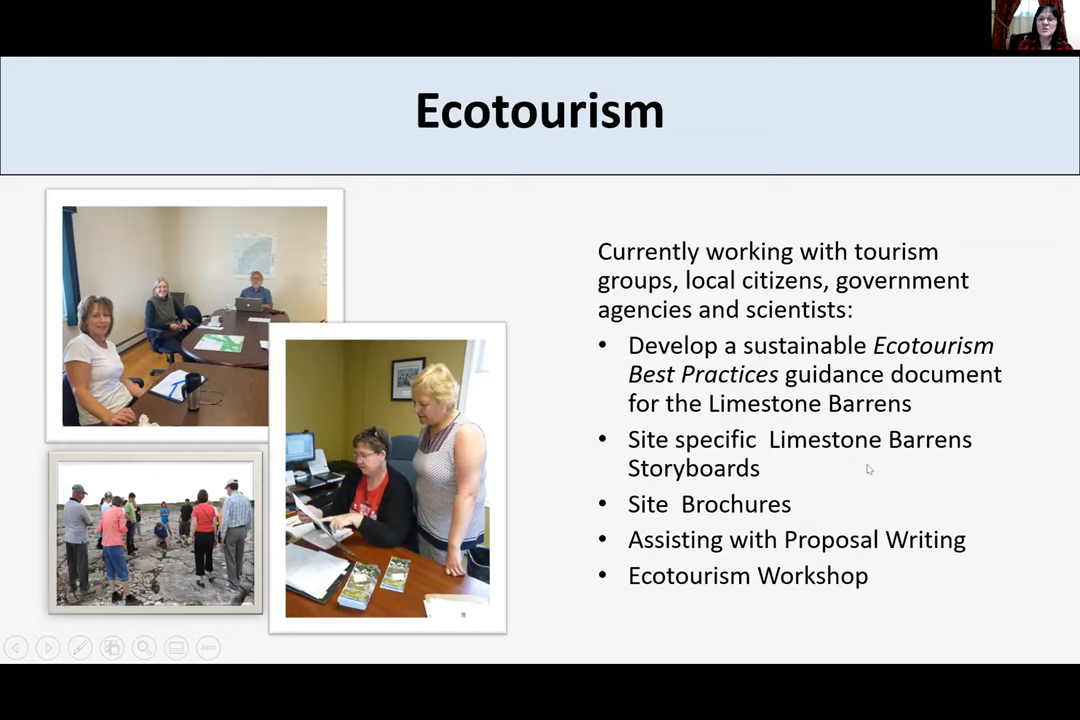 Ecotourism
Currently working with tourism
groups, local citizens, government
agencies and scientists:
• Develop a sustainable Ecotourism
Best Practices guidance document
for the Limestone Barrens
• Site specific  Limestone Barrens
Storyboards
• Site  Brochures
• Assisting with Proposal Writing
• Ecotourism Workshop